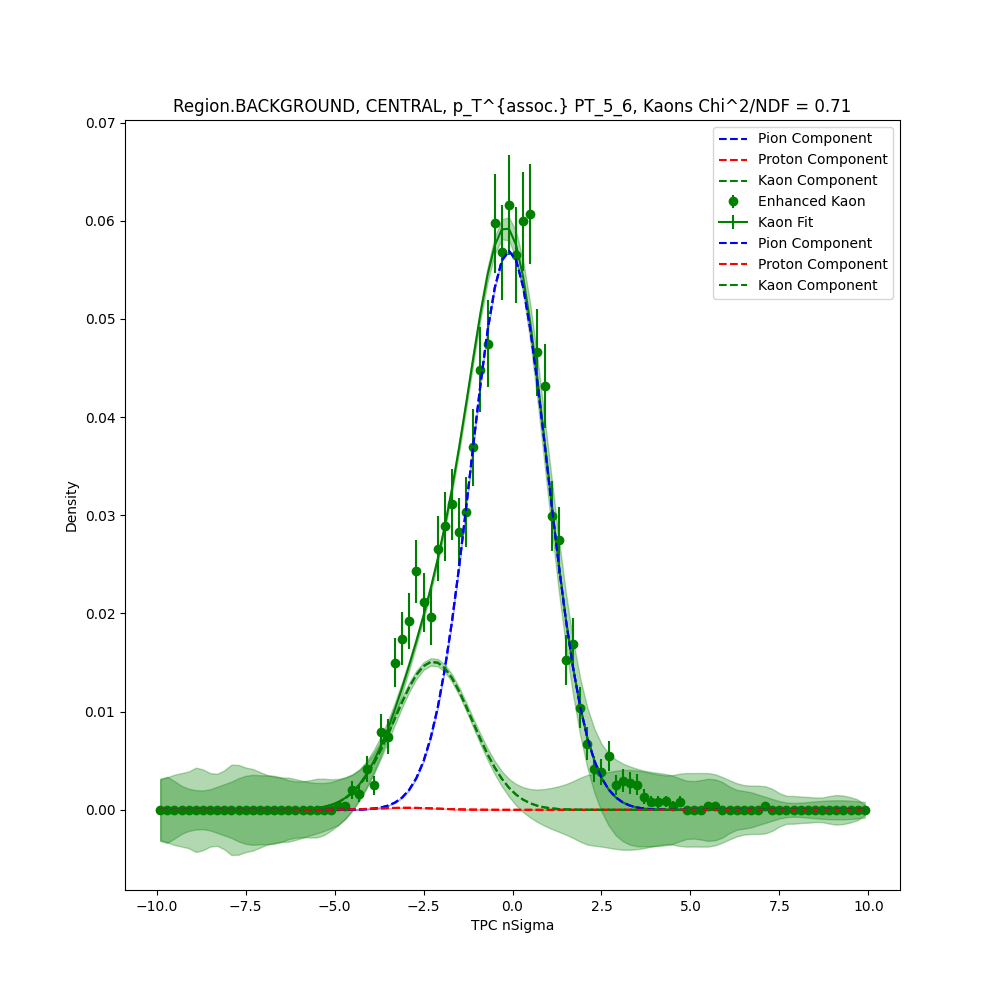 Region.BACKGROUND, CENTRAL, p_T^{assoc.} PT_5_6, Kaons Chi^2/NDF = 0.71
Pion Component
Proton Component
Kaon Component
Enhanced Kaon
Kaon Fit
Pion Component
Proton Component
Kaon Component
0.07
0.06
0.05
0.04
0.03
0.02
0.01
0.00
Density
−10.0 −7.5 −5.0 −2.5 0.0 2.5 5.0 7.5 10.0
TPC nSigma